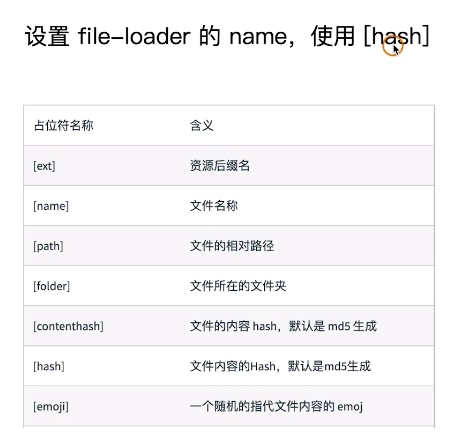 设置 file-loader 的 name，使用 [hash]
占位符名称 含义
[ext] 资源后缀名
[name] 文件名称
[path] 文件的相对路径
[folder] 文件所在的文件夹
[contenthash] 文件的内容 hash，默认是 md5 生成
[hash] 文件内容的Hash，默认是md5生成
[emoji] 一个随机的指代文件内容的 emoj